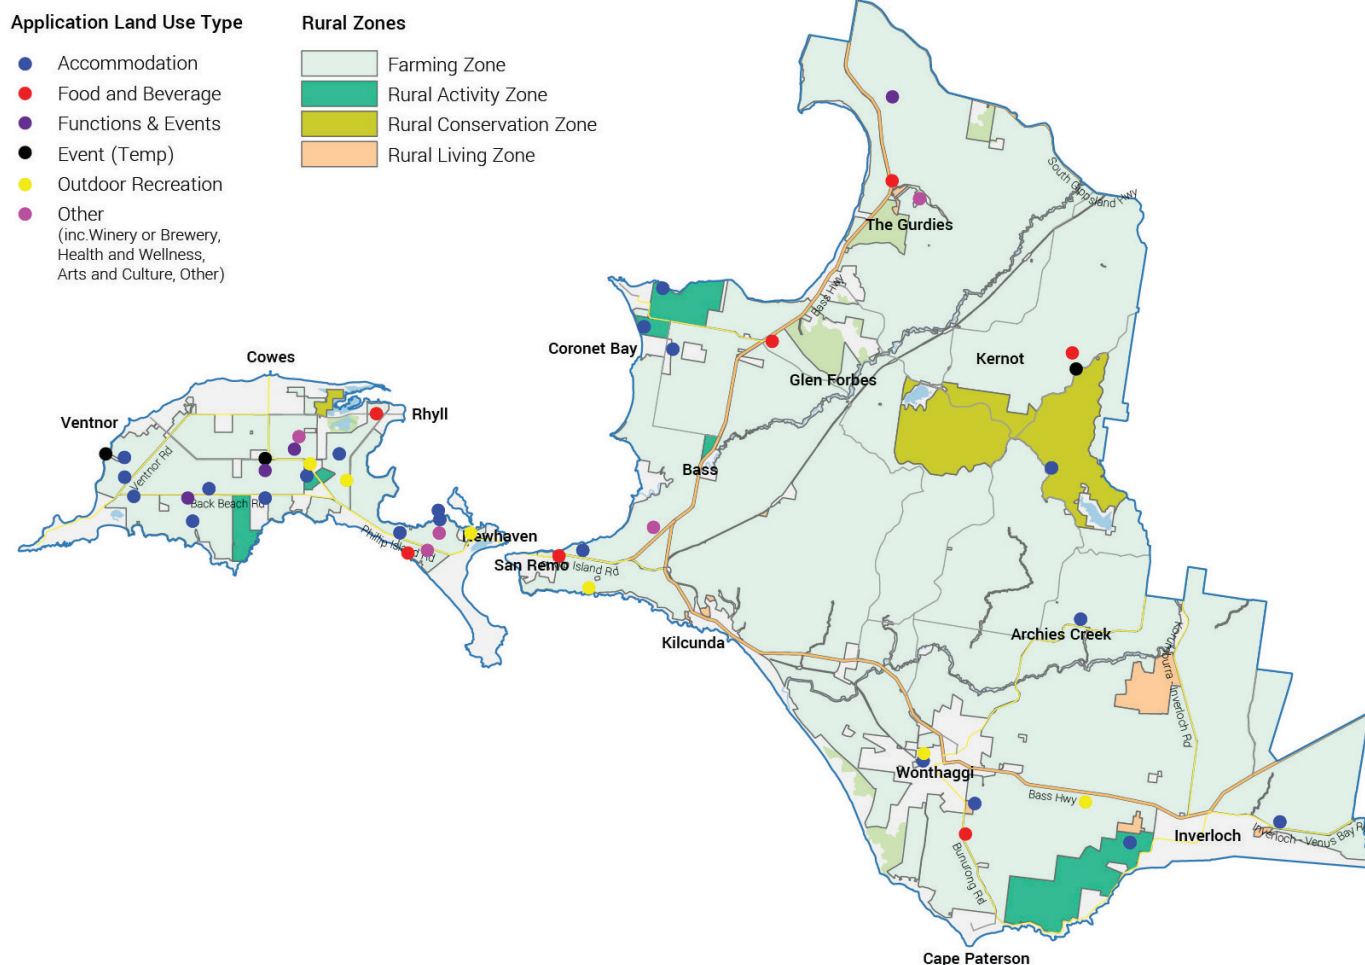 Application Land Use Type
Accommodation
Food and Beverage
Functions & Events
Event (Temp)
Outdoor Recreation
Other
(inc.Winery or Brewery,
Health and Wellness,
Arts and Culture, Other)
Rural Zones
Farming Zone
Rural Activity Zone
Rural Conservation Zone
Rural Living Zone
South Gippsland Hwy
The Gurdies
Bass Hwy
Coronet Bay
Glen Forbes
Kernot
Cowes
Rhyll
Ventnor
Ventnor Rd
Back Beach Rd
Bass
Phillip Island Rd
Newhaven
San Remo
Island Rd
Kilcunda
Archies Creek
Korumburra - Inverloch Rd
Wonthaggi
Bass Hwy
Inverloch
Inverloch - Venus Bay R
Bunurong Rd
Cape Paterson